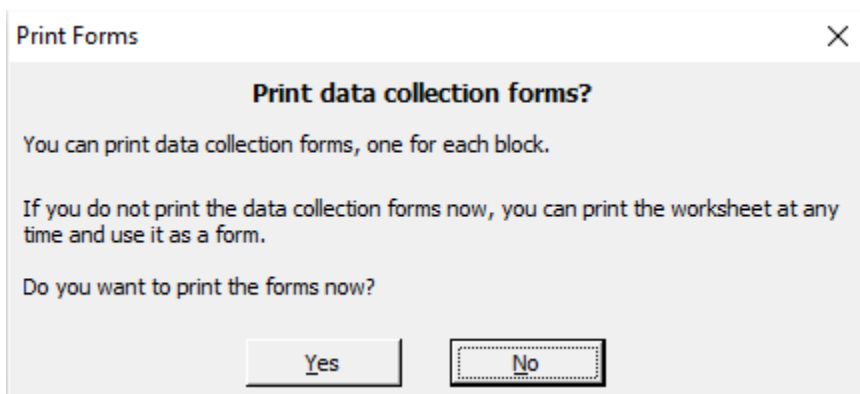 Print Forms
Print data collection forms?
You can print data collection forms, one for each block.
If you do not print the data collection forms now, you can print the worksheet at any
time and use it as a form.
Do you want to print the forms now?
Yes No